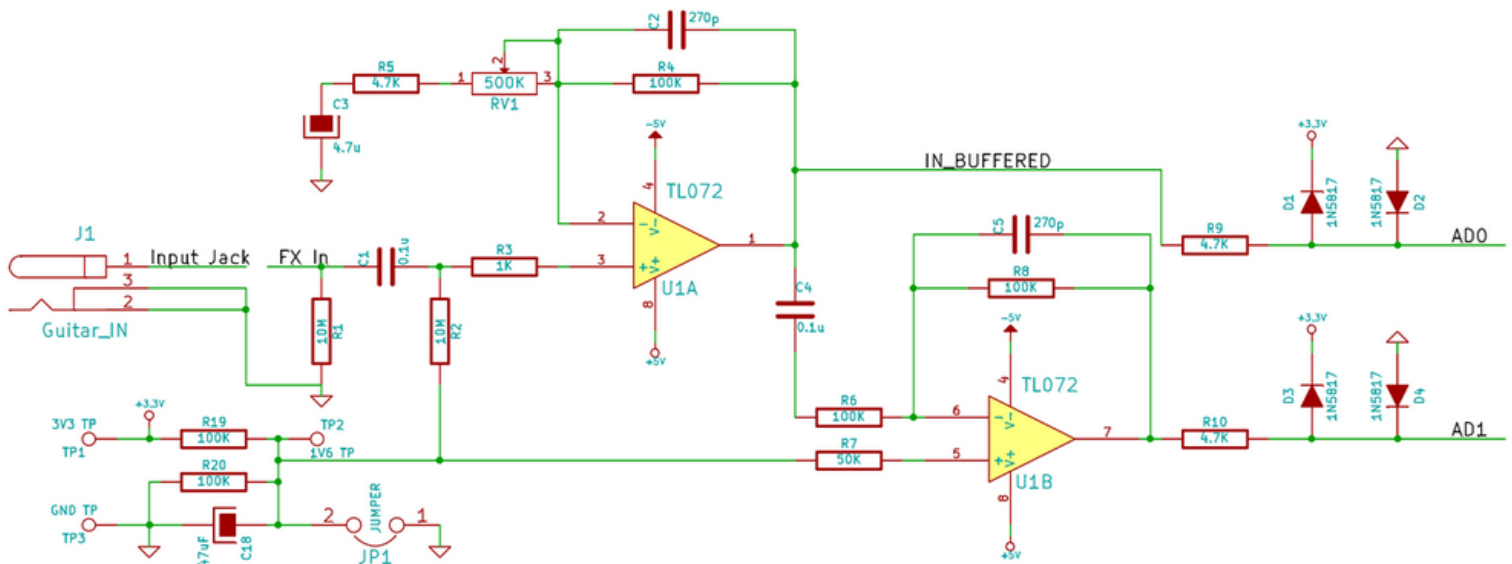 C2
270p
R5
4.7K
1
2
500K
3
RV1
R4
100K
C3
4.7u
-5V
4
TL072
V-
2
3
V+
8
1
U1A
+5V
IN_BUFFERED
+3.3V
D1
1N5817
1N5817
D2
AD0
R9
4.7K
J1
1
3
2
Input Jack
Guitar_IN
FX In
C1
0.1u
R3
1K
10M
R1
10M
R2
C4
0.1u
C5
270p
R8
100K
-5V
4
TL072
V-
6
5
V+
8
7
U1B
+5V
R6
100K
R7
50K
+3.3V
D3
1N5817
1N5817
D4
AD1
R10
4.7K
3V3 TP
TP1
+3.3V
R19
100K
TP2
1V6 TP
R20
100K
GND TP
TP3
47uF
C18
2
JUMPER
1
JP1